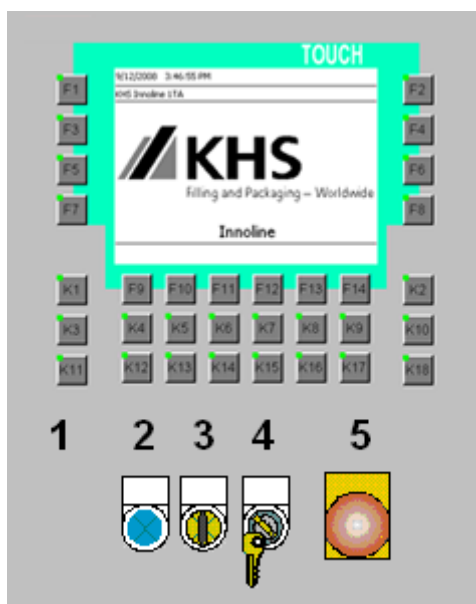 TOUCH
9/12/2008 3:46:55 PM
KHS Innoline 1TA
F1
F2
F3
F4
KHS
F5
F6
Filling and Packaging – Worldwide
F7
F8
Innoline
K1 F9 F10 F11 F12 F13 F14 K2
K3 K4 K5 K6 K7 K8 K9 K10
K11 K12 K13 K14 K15 K16 K17 K18
1 2 3 4 5